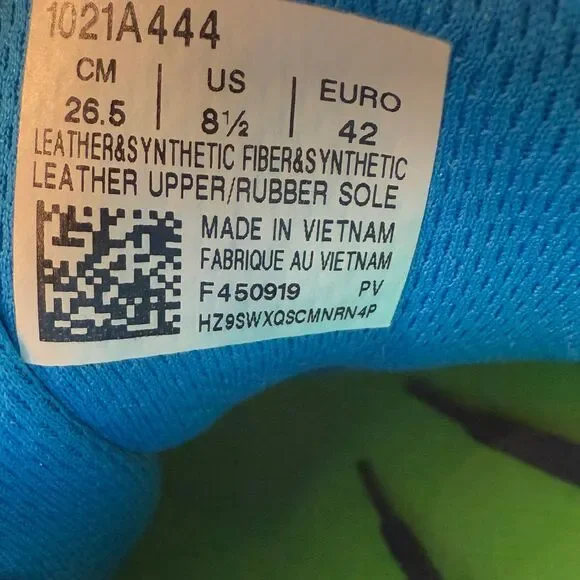 1021A444
CM | US | EURO
26.5 | 8½ | 42
LEATHER&SYNTHETIC FIBER&SYNTHETIC
LEATHER UPPER/RUBBER SOLE
MADE IN VIETNAM
FABRIQUE AU VIETNAM
F450919 PV
HZ9SWXQSCMNRN4P